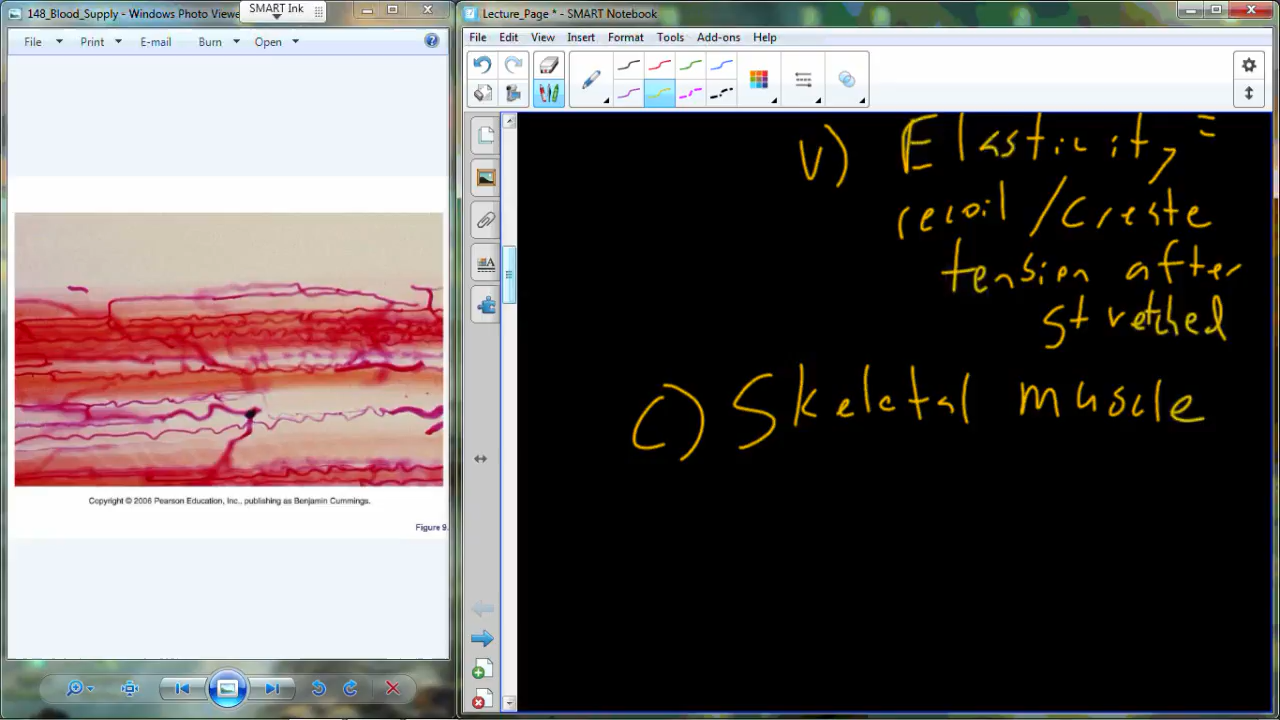 148_Blood_Supply - Windows Photo Viewer
SMART Ink
File Print E-mail Burn Open
Copyright © 2006 Pearson Education, Inc., publishing as Benjamin Cummings.
Figure 9.
Lecture_Page * - SMART Notebook
File Edit View Insert Format Tools Add-ons Help
V) Elasticity =
recoil / create
tension after
stretched
C) Skeletal muscle